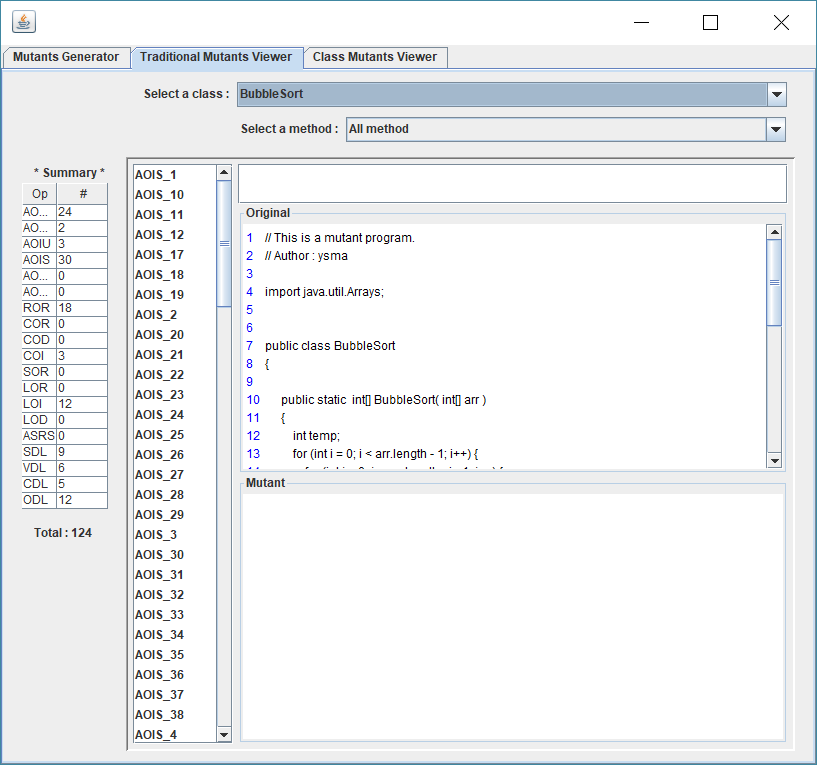 Mutants Generator Traditional Mutants Viewer Class Mutants Viewer
Select a class : BubbleSort
Select a method : All method
* Summary *
Op #
AO... 24
AO... 2
AOIU 3
AOIS 30
AO... 0
AO... 0
ROR 18
COR 0
COD 0
COI 3
SOR 0
LOR 0
LOI 12
LOD 0
ASRS 0
SDL 9
VDL 6
CDL 5
ODL 12
Total : 124
AOIS_1
AOIS_10
AOIS_11
AOIS_12
AOIS_17
AOIS_18
AOIS_19
AOIS_2
AOIS_20
AOIS_21
AOIS_22
AOIS_23
AOIS_24
AOIS_25
AOIS_26
AOIS_27
AOIS_28
AOIS_29
AOIS_3
AOIS_30
AOIS_31
AOIS_32
AOIS_33
AOIS_34
AOIS_35
AOIS_36
AOIS_37
AOIS_38
AOIS_4
Original
1 // This is a mutant program.
2 // Author : ysma
3
4 import java.util.Arrays;
5
6
7 public class BubbleSort
8 {
9
10 public static int[] BubbleSort( int[] arr )
11 {
12 int temp;
13 for (int i = 0; i < arr.length - 1; i++) {
Mutant